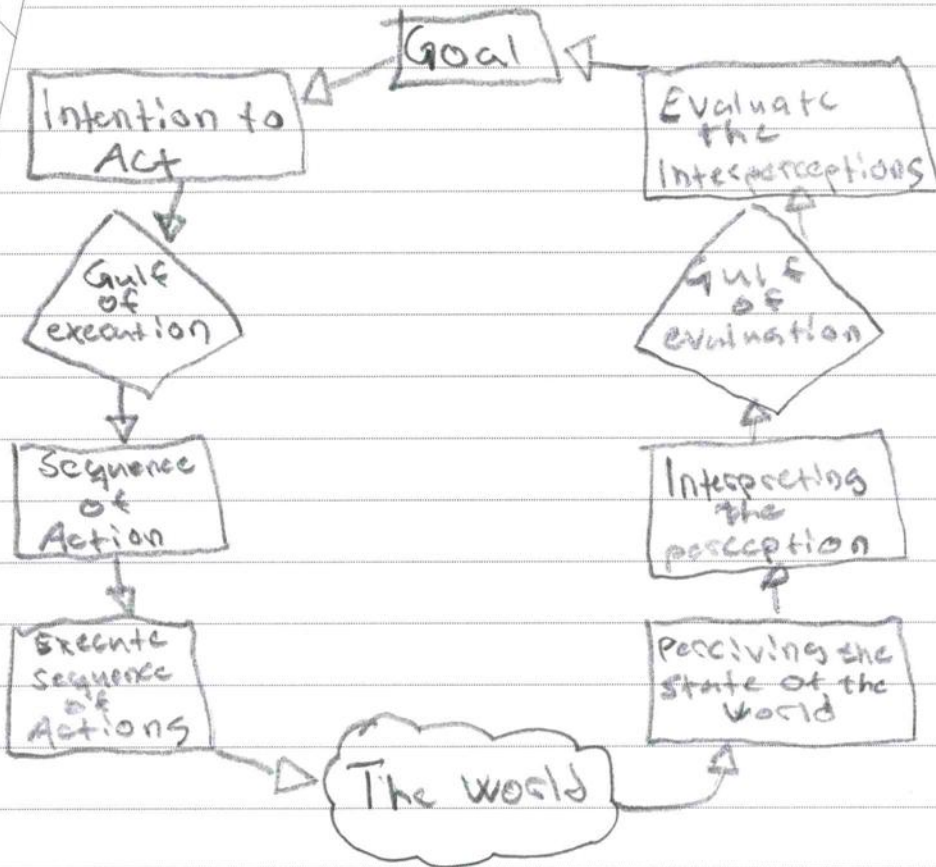 Goal
Intention to
Act
Gulf
of
execution
Sequence
of
Action
Execute
sequence
of
Actions
The world
Perciving the
State of the
world
Interpreting
the
perception
Gulf
of
evaluation
Evaluate
the
Interperceptions